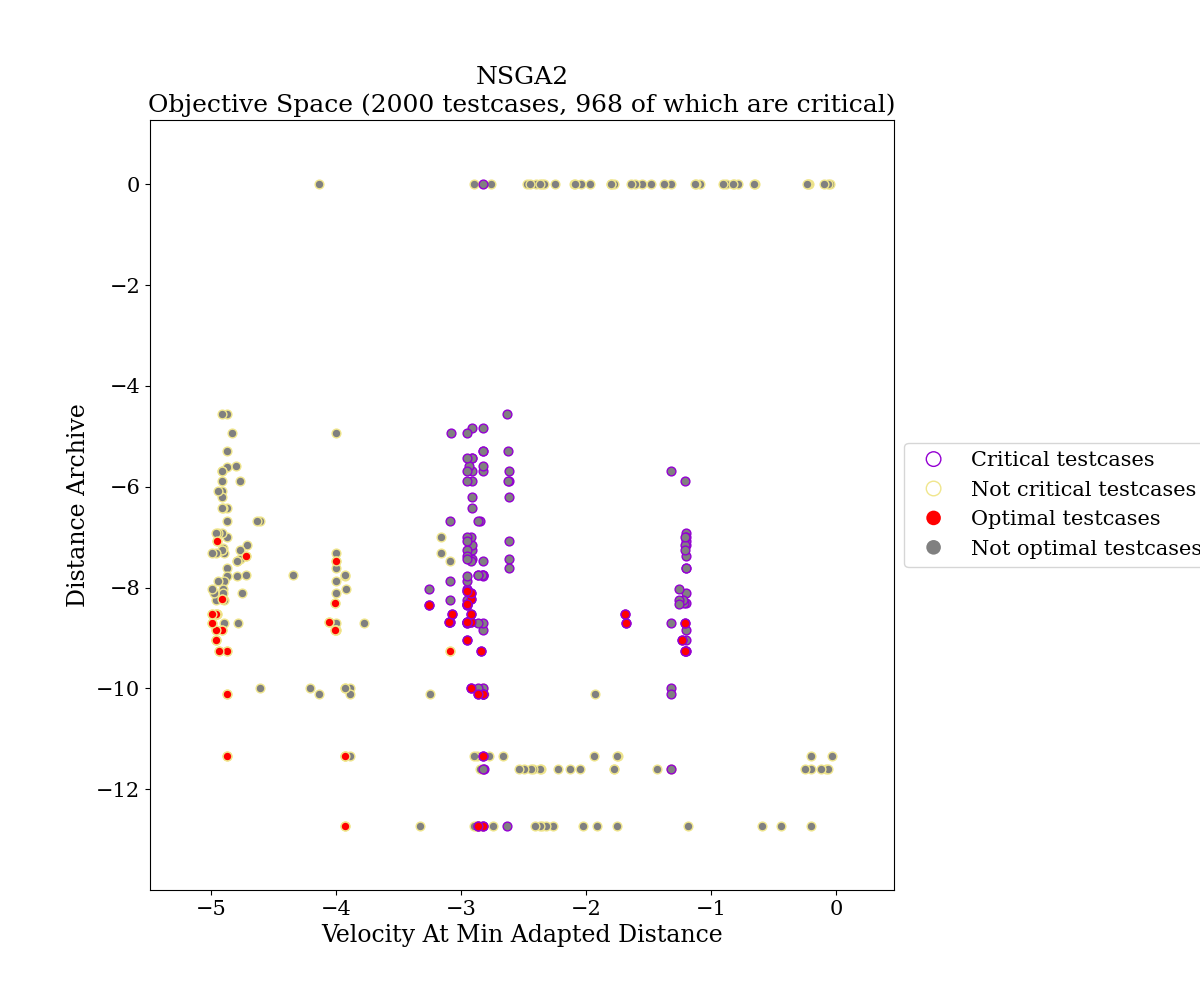 NSGA2
Objective Space (2000 testcases, 968 of which are critical)
0
−2
−4
−6
−8
−10
−12
Distance Archive
−5
−4
−3
−2
−1
0
Velocity At Min Adapted Distance
Critical testcases
Not critical testcases
Optimal testcases
Not optimal testcases